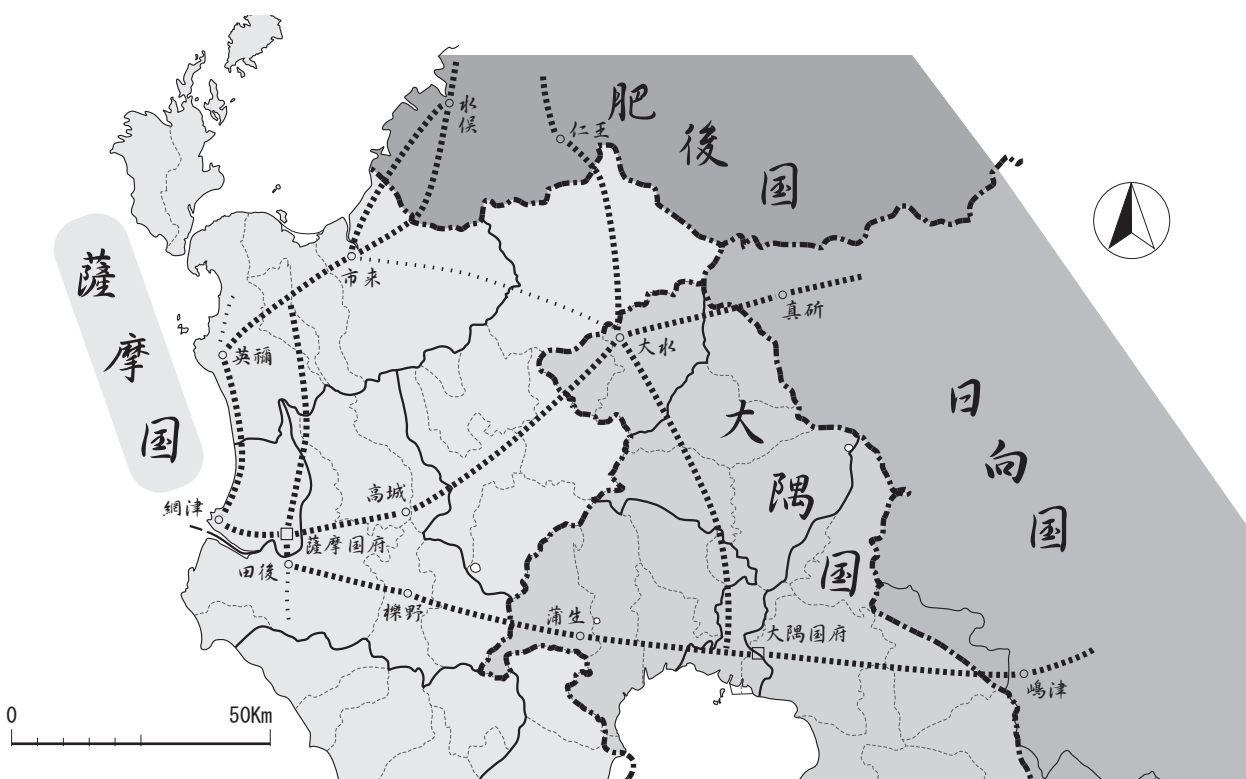 肥後国
薩摩国
日向国
大隅国
水俣
仁王
市来
真斫
大水
英禰
高城
網津
薩摩国府
田後
櫟野
蒲生
大隅国府
嶋津
0
50Km